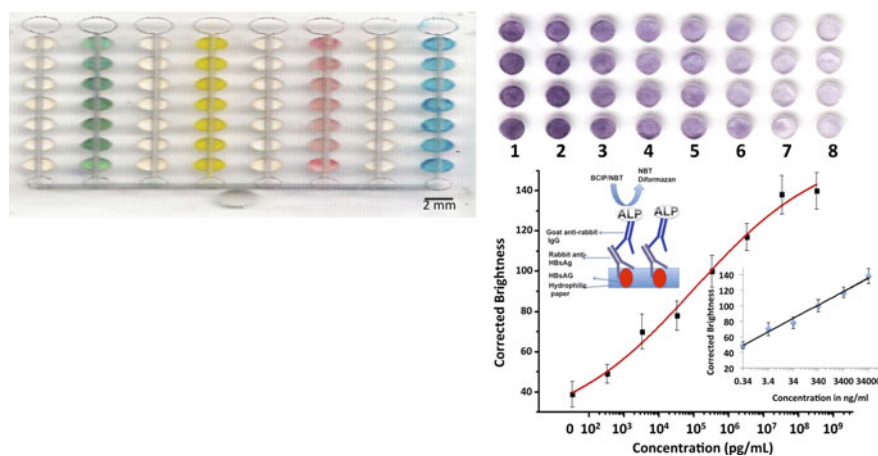 2 mm
1 2 3 4 5 6 7 8
BCIP/NBT
NBT
Diformazan
ALP
ALP
Goat anti-rabbit
IgG
Rabbit anti-
HBsAg
HBsAG
Hydrophilic
paper
Corrected Brightness
140
120
100
80
60
40
0 10² 10³ 10⁴ 10⁵ 10⁶ 10⁷ 10⁸ 10⁹
Concentration (pg/mL)
Corrected Brightness
140
120
100
80
60
40
20
0.34 3.4 34 340 3400 34000
Concentration in ng/ml